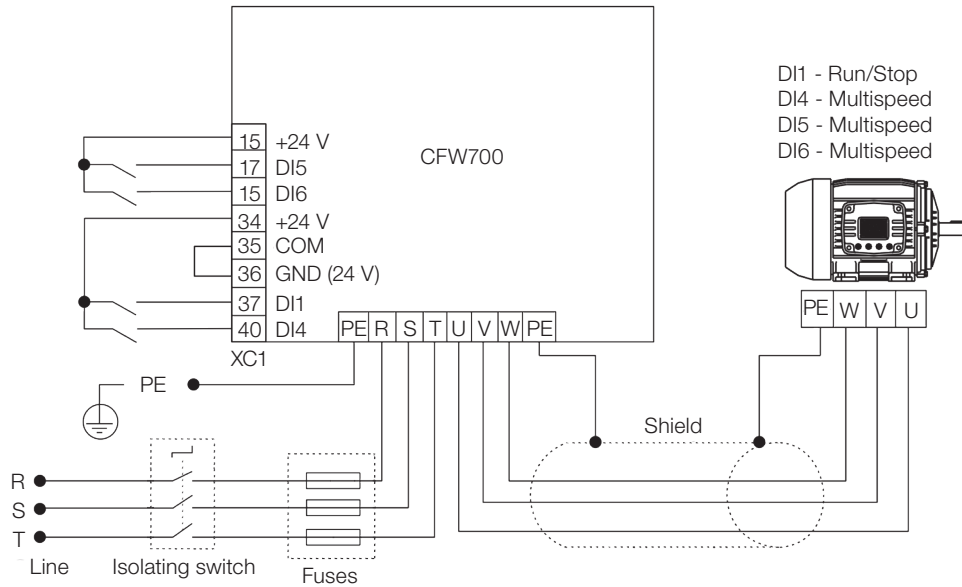 DI1 - Run/Stop
DI4 - Multispeed
DI5 - Multispeed
DI6 - Multispeed
CFW700
15 +24 V
17 DI5
15 DI6
34 +24 V
35 COM
36 GND (24 V)
37 DI1
40 DI4
XC1
PE R S T U V W PE
PE W V U
PE
Shield
R
S
T
Line
Isolating switch
Fuses